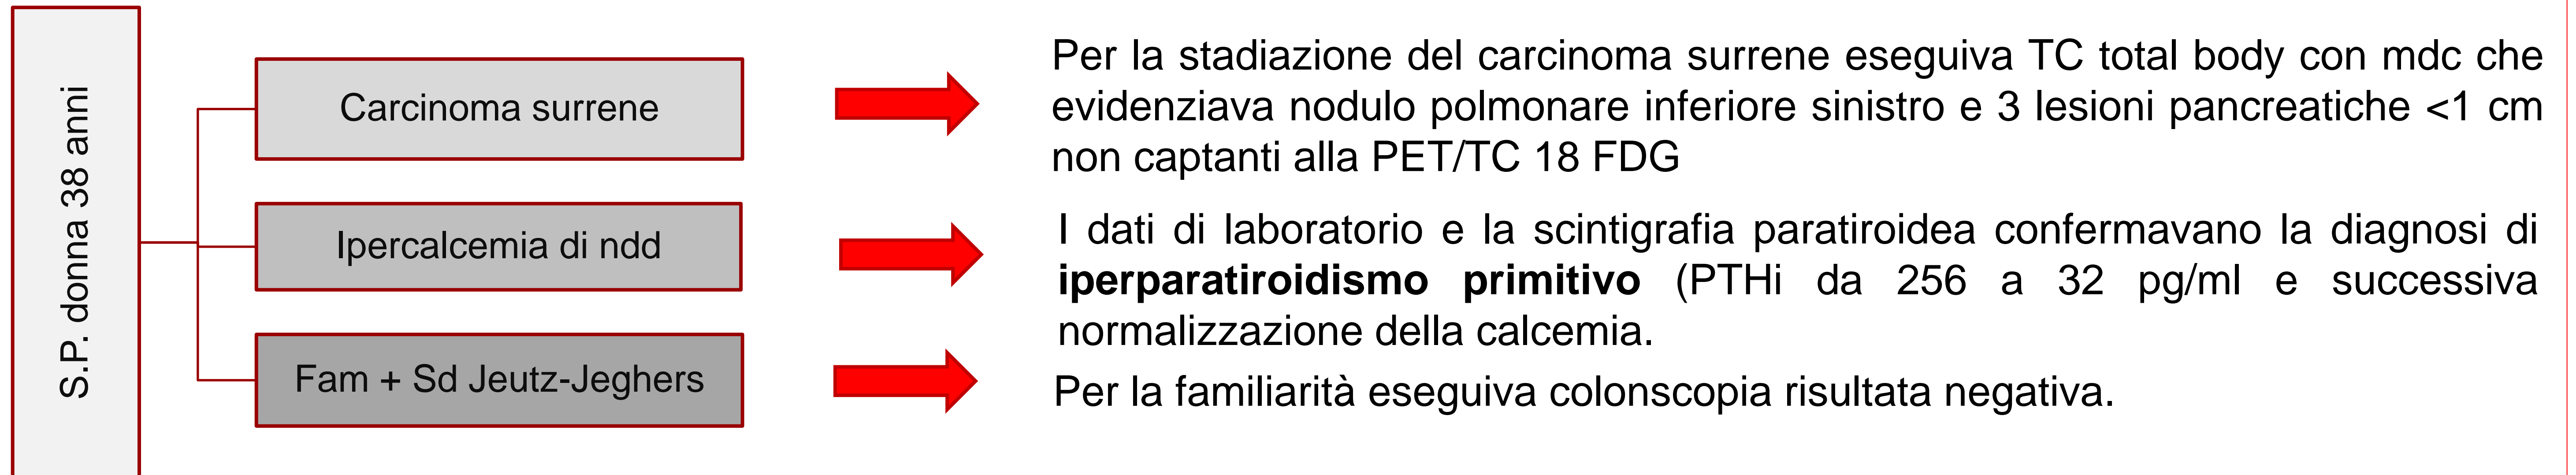 S.P. donna 38 anni
Carcinoma surrene
Per la stadiazione del carcinoma surrene eseguiva TC total body con mdc che
evidenziava nodulo polmonare inferiore sinistro e 3 lesioni pancreatiche <1 cm
non captanti alla PET/TC 18 FDG
Ipercalcemia di ndd
I dati di laboratorio e la scintigrafia paratiroidea confermavano la diagnosi di
iperparatiroidismo primitivo (PTHi da 256 a 32 pg/ml e successiva
normalizzazione della calcemia.
Fam + Sd Jeutz-Jeghers
Per la familiarità eseguiva colonscopia risultata negativa.